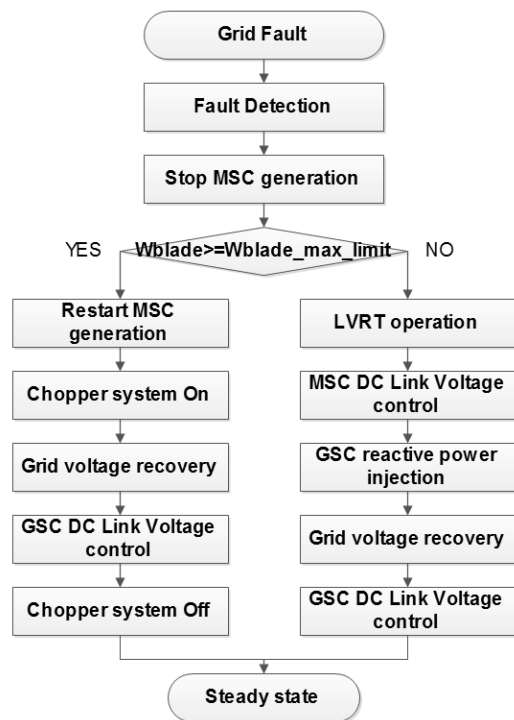 Grid Fault
Fault Detection
Stop MSC generation
YES
Wblade>=Wblade_max_limit
NO
Restart MSC
generation
Chopper system On
Grid voltage recovery
GSC DC Link Voltage
control
Chopper system Off
LVRT operation
MSC DC Link Voltage
control
GSC reactive power
injection
Grid voltage recovery
GSC DC Link Voltage
control
Steady state